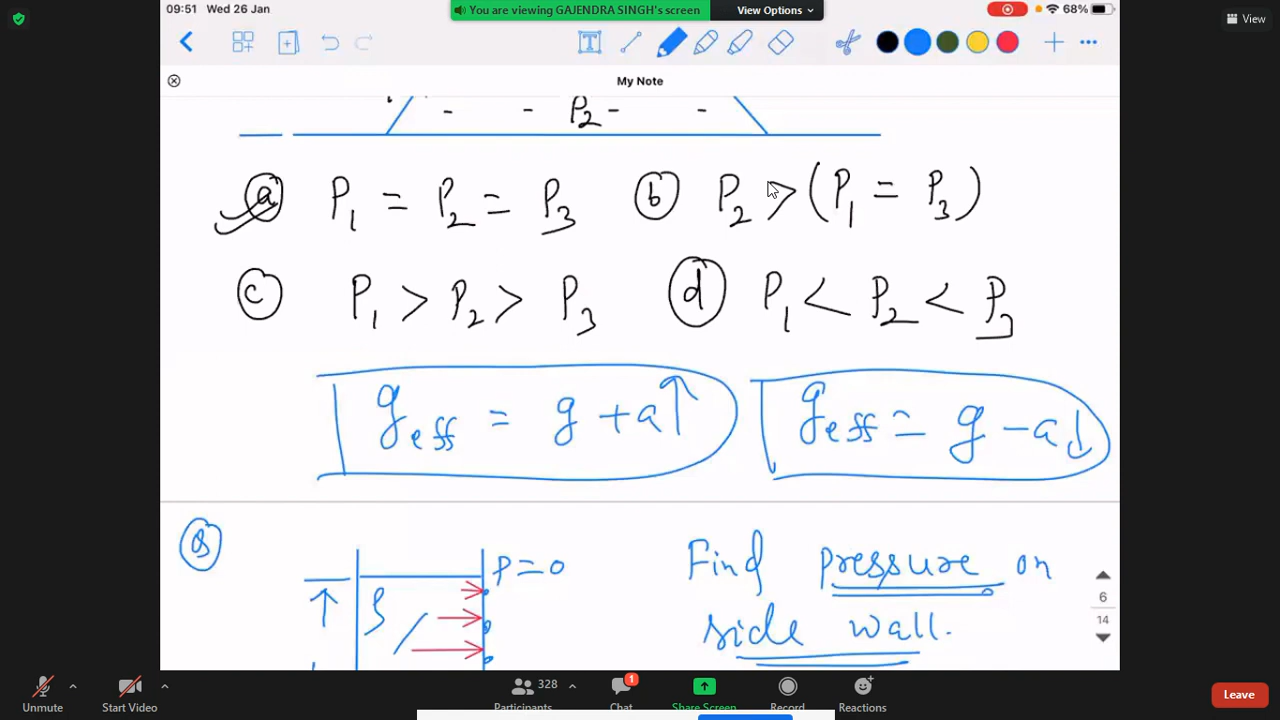 09:51 Wed 26 Jan
You are viewing GAJENDRA SINGH's screen
View Options
68%
View
My Note
- - P2 - -
a P1 = P2 = P3 b P2 > (P1 = P3)
c P1 > P2 > P3 d P1 < P2 < P3
geff = g + a↑ geff = g - a↓
Q
P=0 Find pressure on
ρ side wall.
6
14
Unmute
Start Video
328
Participants
1
Chat
Share Screen
Record
Reactions
Leave